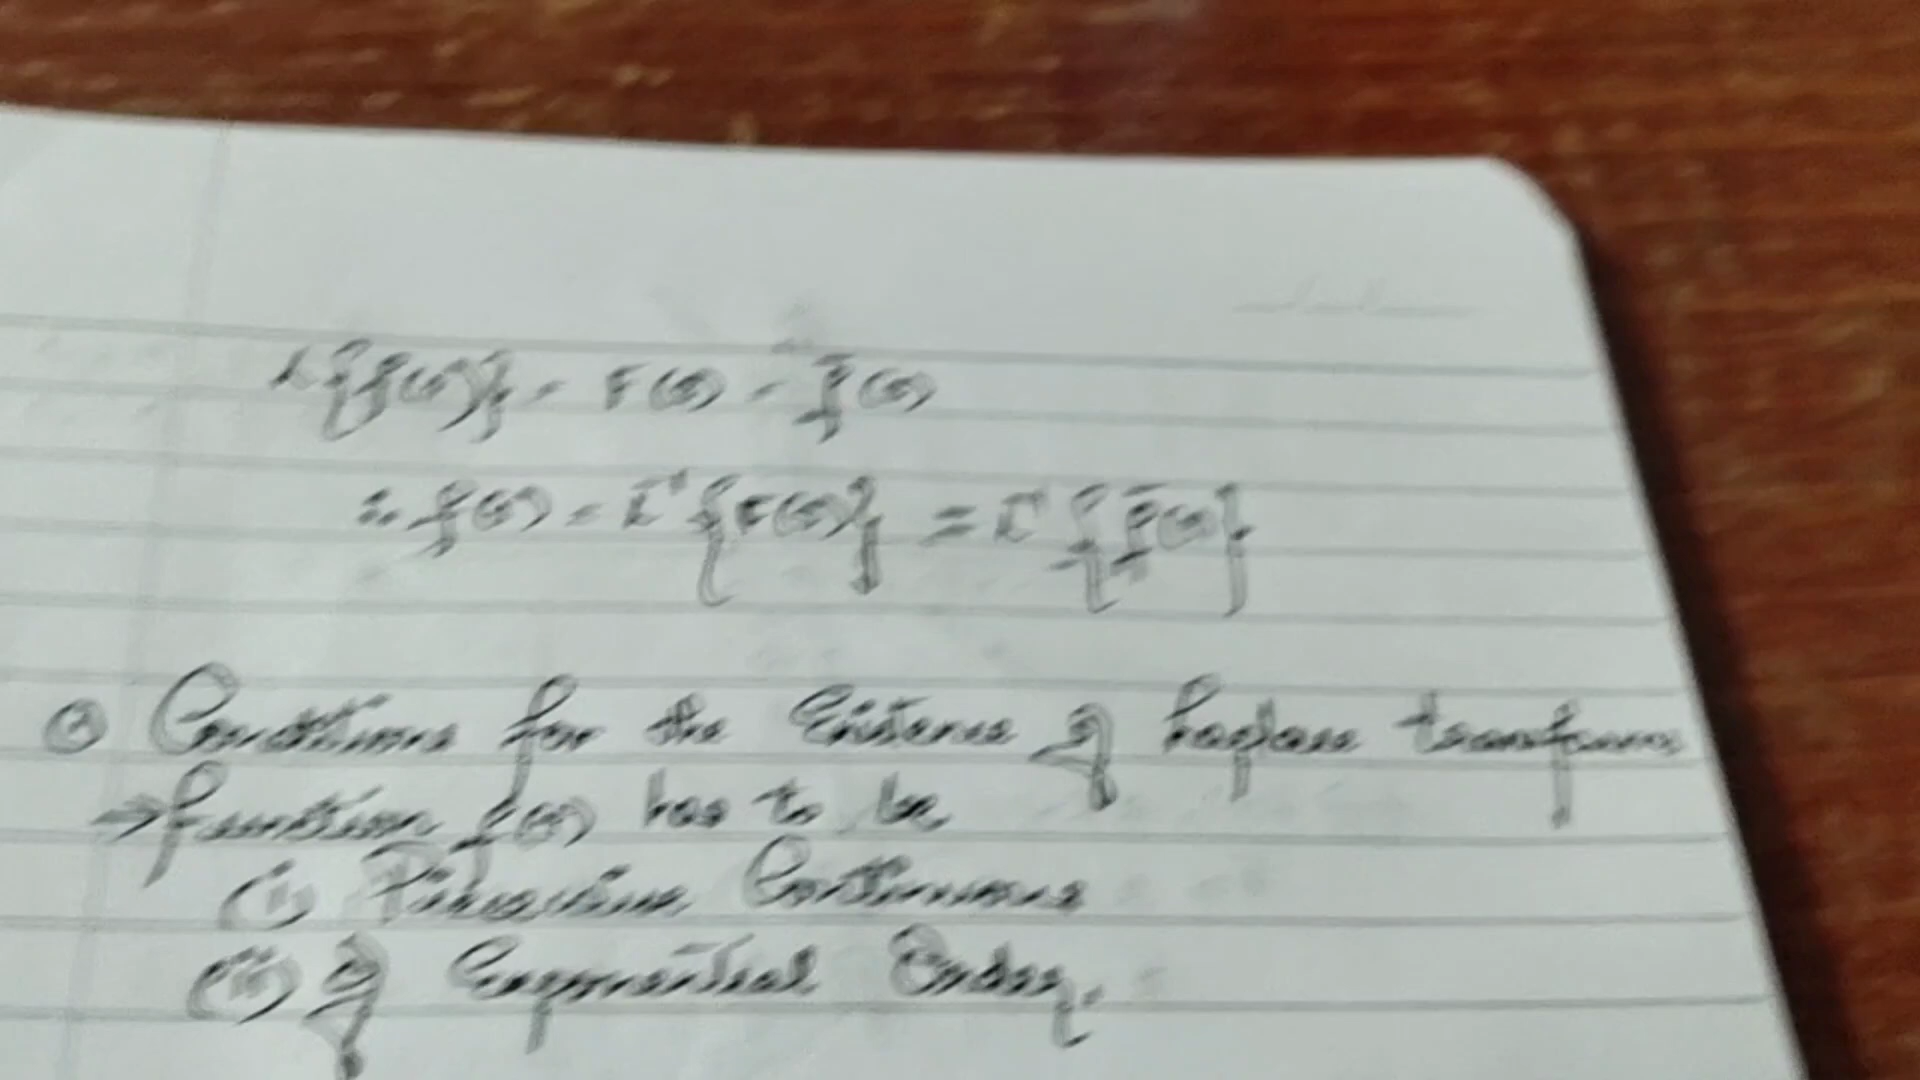 L{f(t)} = F(s) = f̄(s)
∴ f(t) = L⁻¹{F(s)} = L⁻¹{f̄(s)}
Conditions for the Existence of Laplace transform
→ function f(t) has to be
(i) Piecewise Continuous
(ii) of Exponential Order.